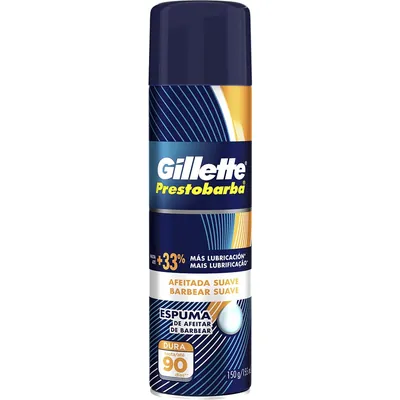 Gillette
Prestobarba
+33% MÁS LUBRICACIÓN*
MAIS LUBRIFICAÇÃO*
AFEITADA SUAVE
BARBEAR SUAVE
ESPUMA
DE AFEITAR
DE BARBEAR
DURA
90
150 g/